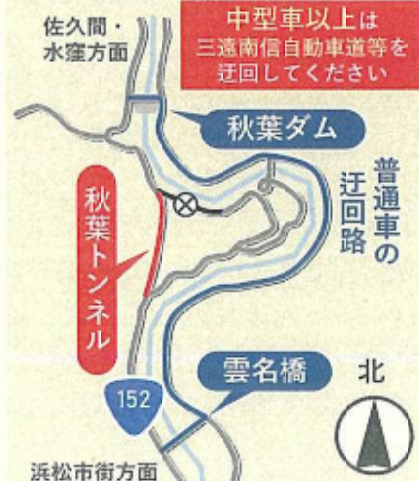 佐久間・
水窪方面
中型車以上は
三遠南信自動車道等を
迂回してください
秋葉ダム
普通車の
迂回路
秋葉トンネル
雲名橋
152
北
浜松市街方面